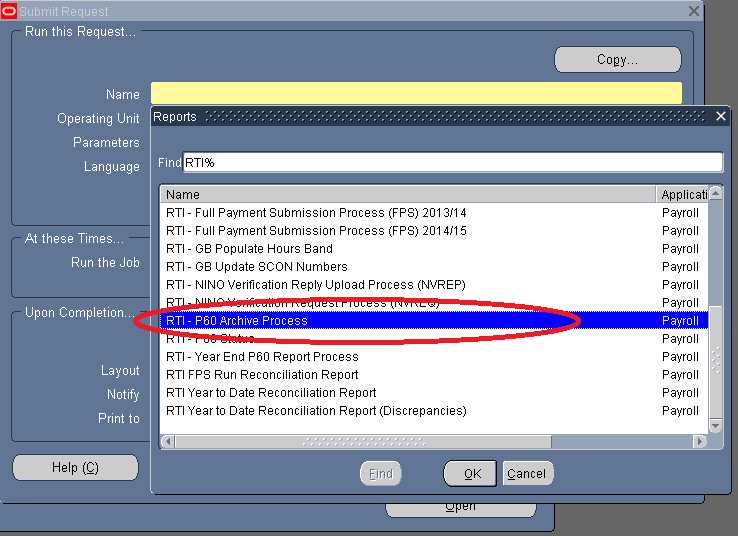 Submit Request
Run this Request...
Copy...
Name
Operating Unit
Parameters
Language
At these Times...
Run the Job
Upon Completion...
Layout
Notify
Print to
Help (C)
Open
Reports
Find RTI%
Name Applicati
RTI - Full Payment Submission Process (FPS) 2013/14 Payroll
RTI - Full Payment Submission Process (FPS) 2014/15 Payroll
RTI - GB Populate Hours Band Payroll
RTI - GB Update SCON Numbers Payroll
RTI - NINO Verification Reply Upload Process (NVREP) Payroll
RTI - NINO Verification Request Process (NVREQ) Payroll
RTI - P60 Archive Process Payroll
RTI - P60 Status Payroll
RTI - Year End P60 Report Process Payroll
RTI FPS Run Reconciliation Report Payroll
RTI Year to Date Reconciliation Report Payroll
RTI Year to Date Reconciliation Report (Discrepancies) Payroll
Find OK Cancel